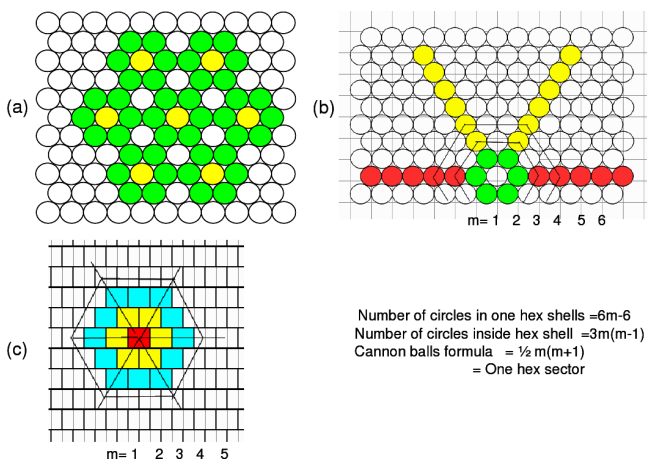 (a)
(b)
m= 1 2 3 4 5 6
(c)
m= 1 2 3 4 5
Number of circles in one hex shells =6m-6
Number of circles inside hex shell =3m(m-1)
Cannon balls formula = ½ m(m+1)
= One hex sector